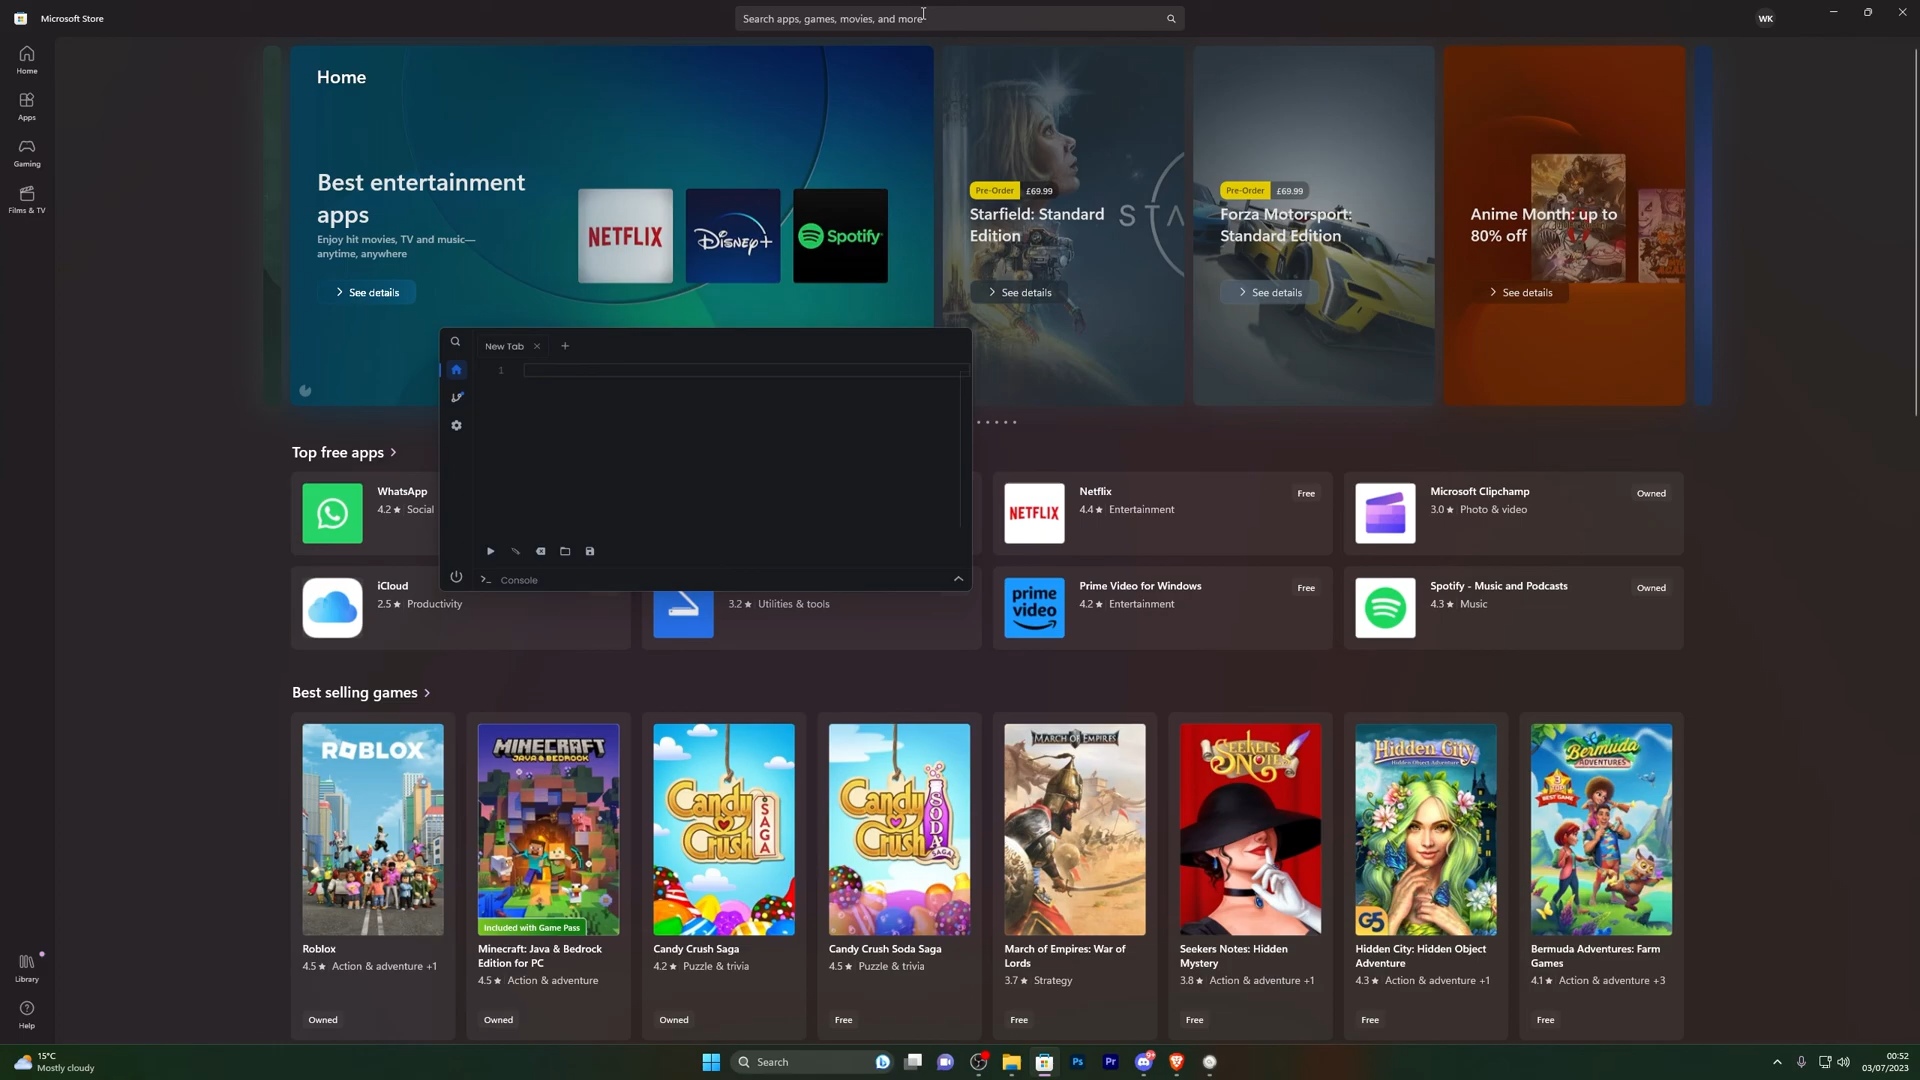 Microsoft Store
Search apps, games, movies, and more
WK
Home
Apps
Gaming
Films & TV
Home
Best entertainment
apps
Enjoy hit movies, TV and music—
anytime, anywhere
See details
NETFLIX
Disney+
Spotify
Pre-Order £69.99
Starfield: Standard
Edition
STA
See details
Pre-Order £69.99
Forza Motorsport:
Standard Edition
See details
Anime Month: up to
80% off
See details
New Tab
1
Console
Top free apps
WhatsApp
4.2★ Social
NETFLIX
Netflix
4.4★ Entertainment
Free
Microsoft Clipchamp
3.0★ Photo & video
Owned
iCloud
2.5★ Productivity
3.2★ Utilities & tools
prime
video
Prime Video for Windows
4.2★ Entertainment
Free
Spotify - Music and Podcasts
4.3★ Music
Owned
Best selling games
ROBLOX
Roblox
4.5★ Action & adventure +1
Owned
MINECRAFT
JAVA & BEDROCK
Included with Game Pass
Minecraft: Java & Bedrock
Edition for PC
4.5★ Action & adventure
Owned
Candy
Crush
SAGA
Candy Crush Saga
4.2★ Puzzle & trivia
Owned
Candy
Crush
SODA
SAGA
Candy Crush Soda Saga
4.5★ Puzzle & trivia
Free
MARCH OF EMPIRES
March of Empires: War of
Lords
3.7★ Strategy
Free
SEEKERS
NOTES
Seekers Notes: Hidden
Mystery
3.8★ Action & adventure +1
Free
Hidden City
Hidden Object Adventure
G5
Hidden City: Hidden Object
Adventure
4.3★ Action & adventure +1
Free
Bermuda
ADVENTURES
BEST GAME
Bermuda Adventures: Farm
Games
4.1★ Action & adventure +3
Free
Library
Help
15°C
Mostly cloudy
Search
Ps
Pr
9+
00:52
03/07/2023